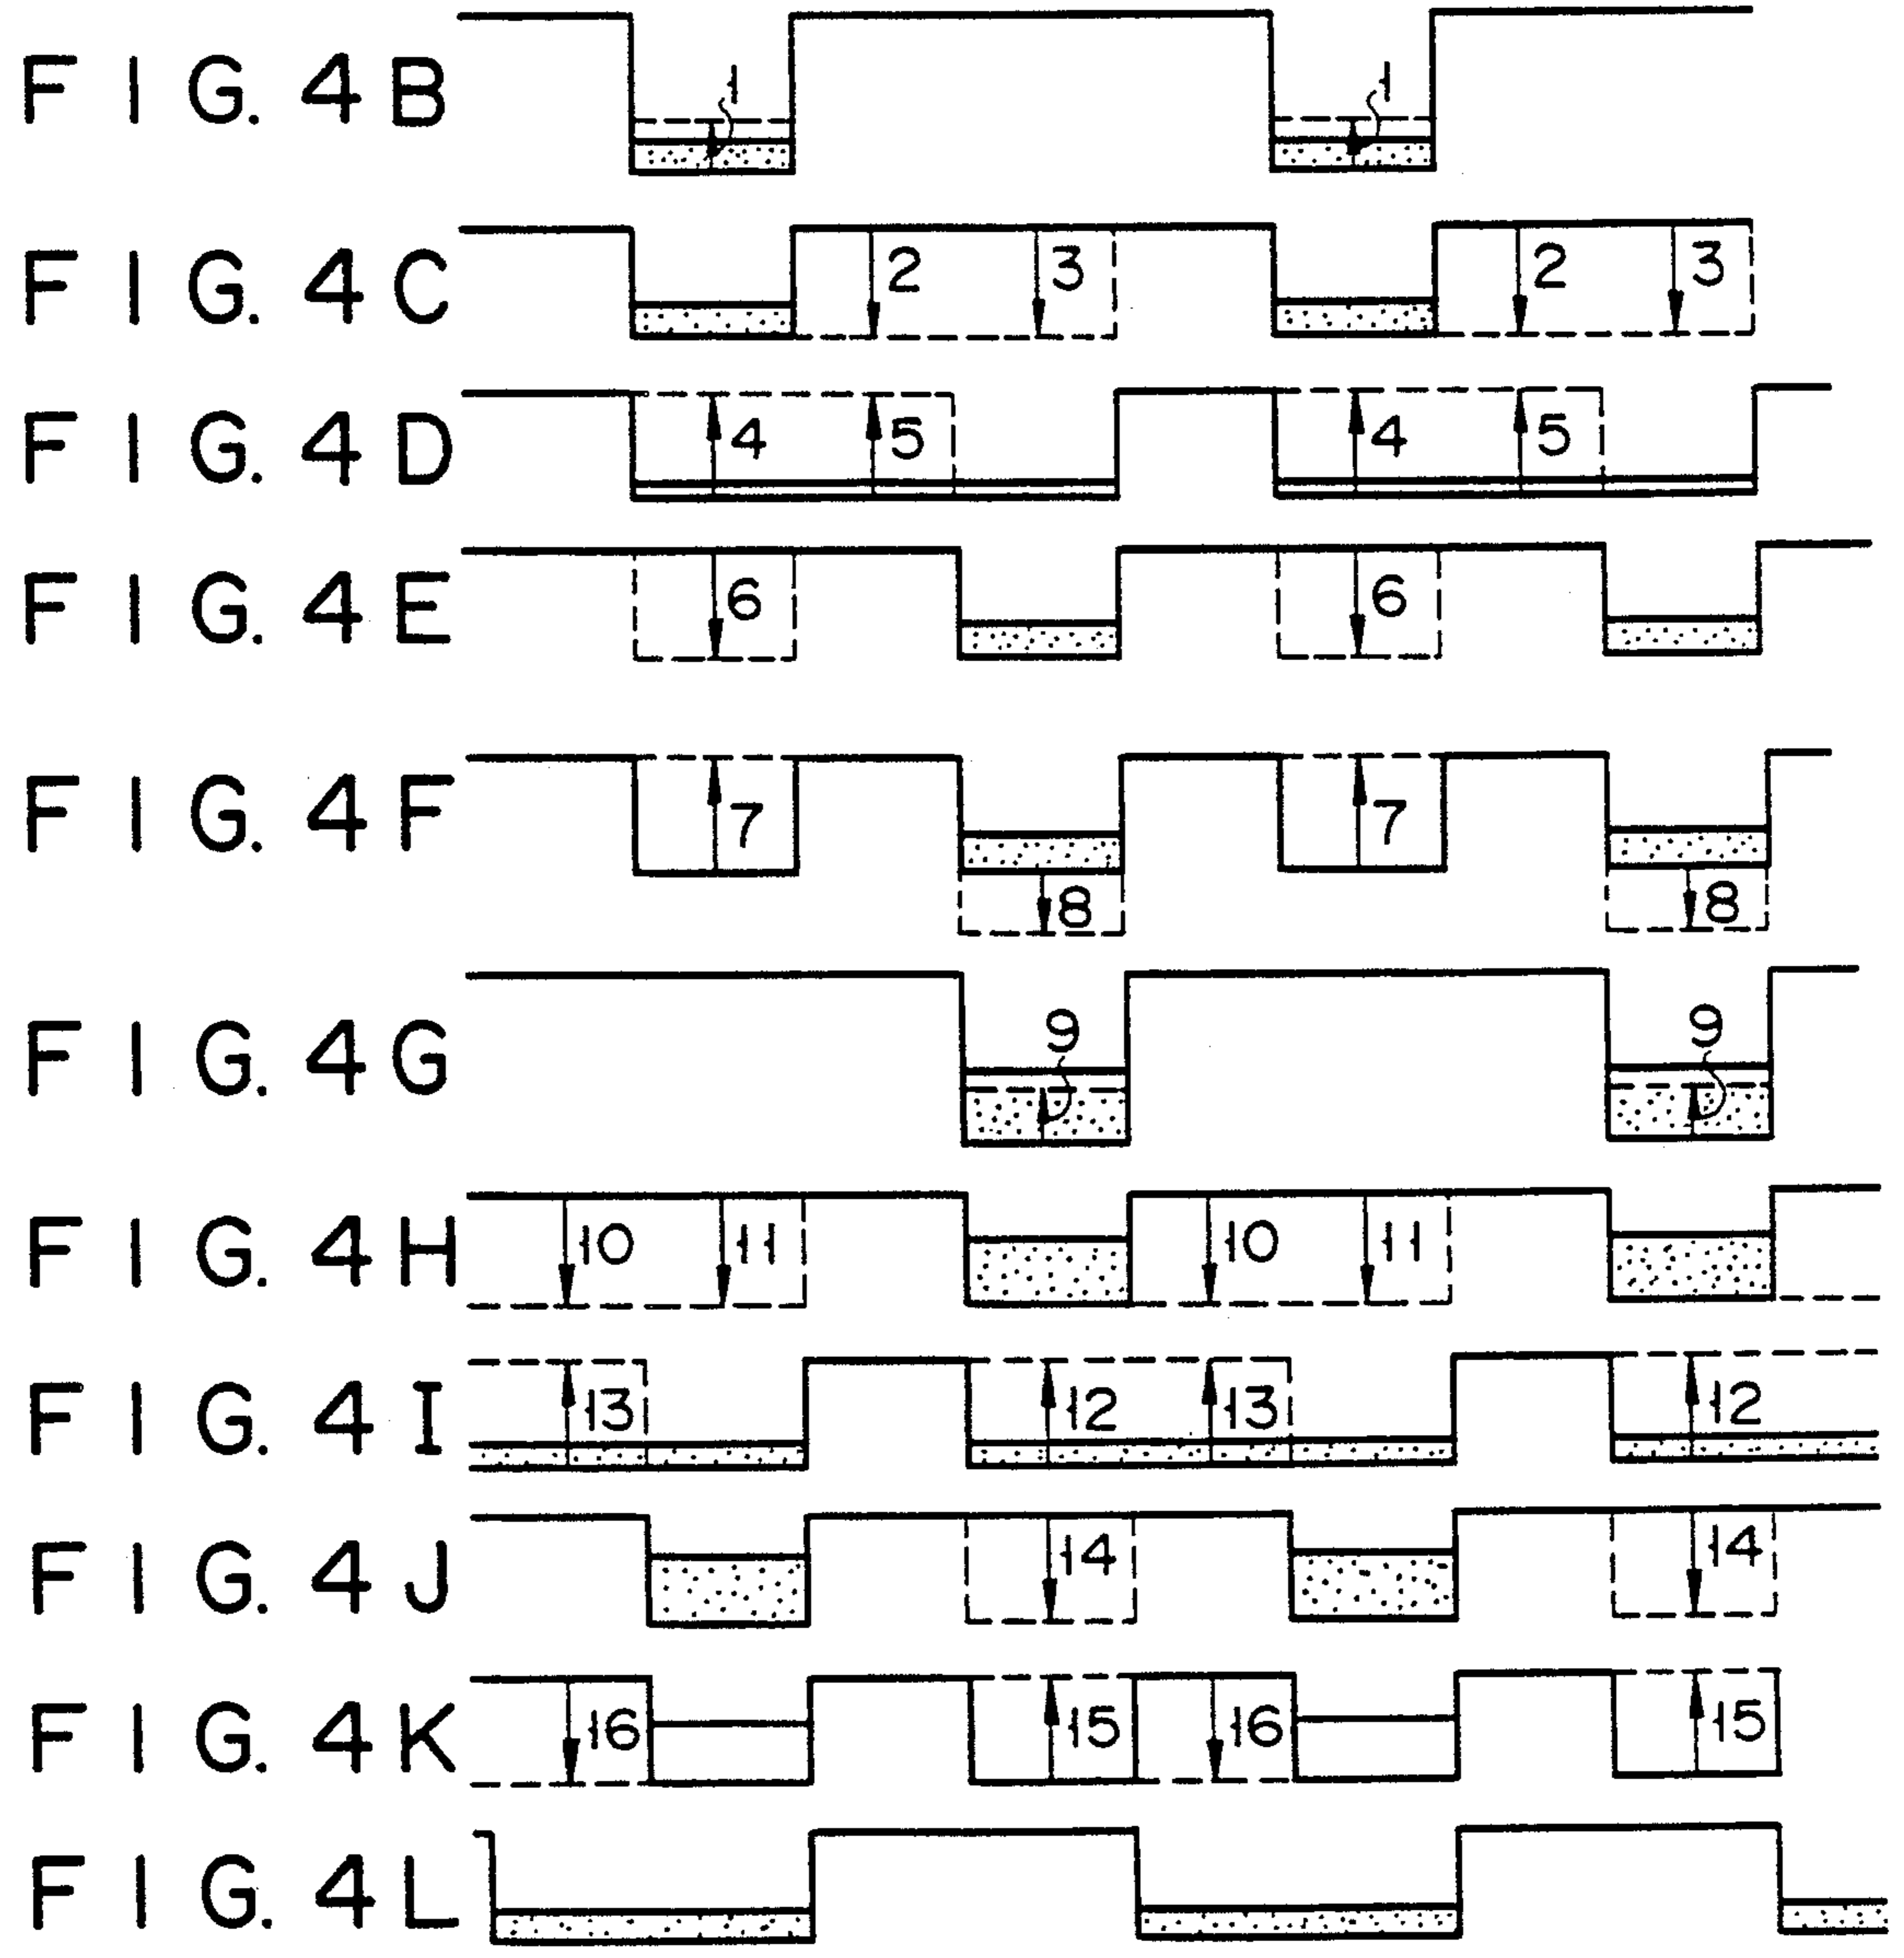 FIG. 4B 1 1
FIG. 4C 2 3 2 3
FIG. 4D 4 5 4 5
FIG. 4E 6 6
FIG. 4F 7 8 7 8
FIG. 4G 9 9
FIG. 4H 10 11 10 11
FIG. 4I 13 12 13 12
FIG. 4J 14 14
FIG. 4K 16 15 16 15
FIG. 4L